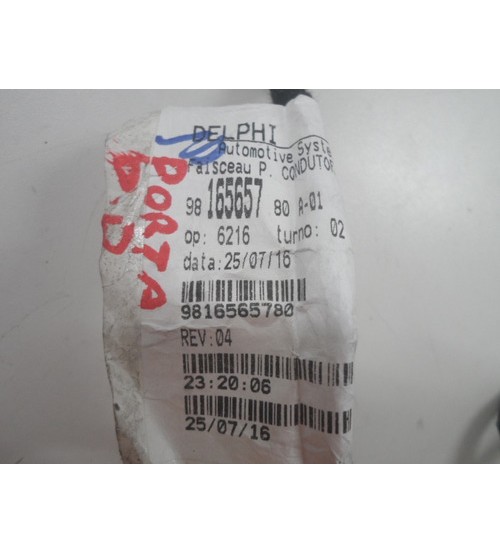 DELPHI
Automotive Syste
Faisceau P. CONDUTOR
98 165657 80 A-01
op: 6216 turno: 02
data:25/07/16
9816565780
REV:04
23:20:06
25/07/16
PORTA